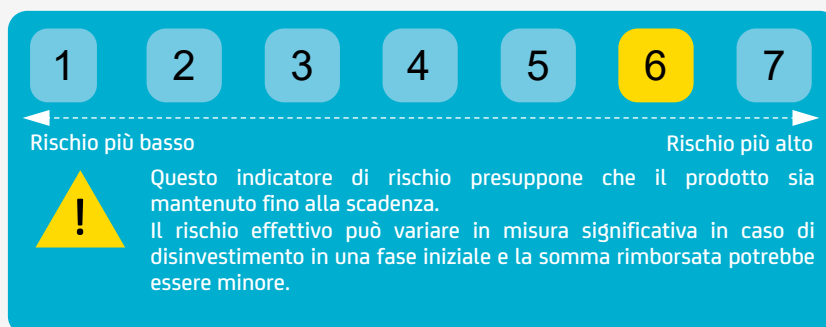 1 2 3 4 5 6 7
Rischio più basso Rischio più alto
! Questo indicatore di rischio presuppone che il prodotto sia
mantenuto fino alla scadenza.
Il rischio effettivo può variare in misura significativa in caso di
disinvestimento in una fase iniziale e la somma rimborsata potrebbe
essere minore.